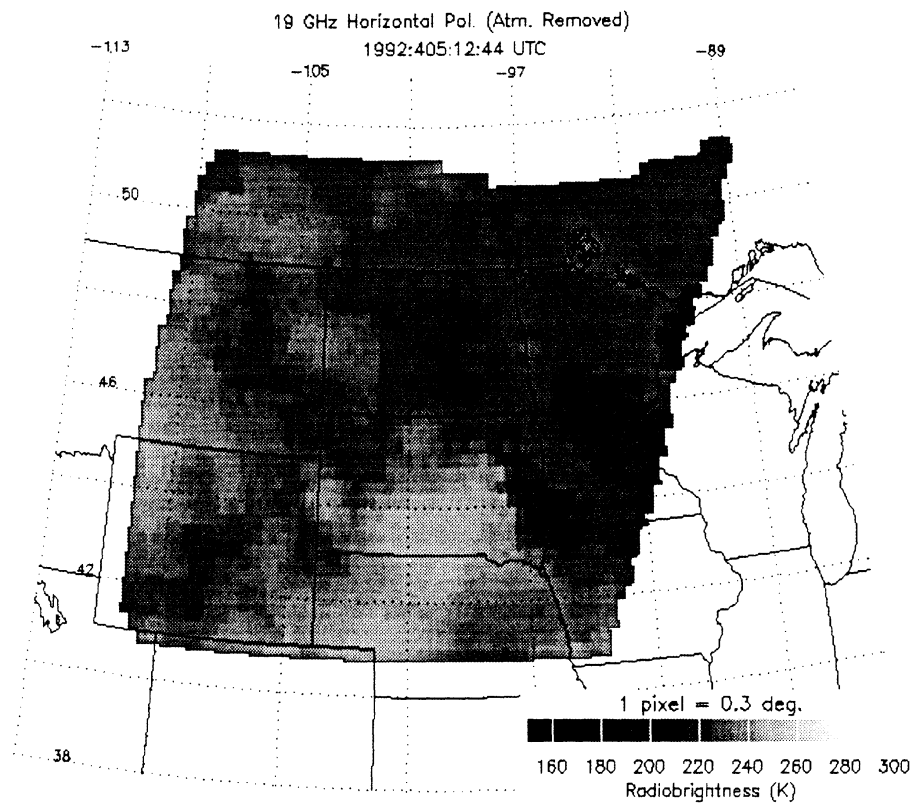 19 GHz Horizontal Pol. (Atm. Removed)
1992:405:12:44 UTC
-113
-105
-97
-89
50
46
42
38
1 pixel = 0.3 deg.
160 180 200 220 240 260 280 300
Radiobrightness (K)